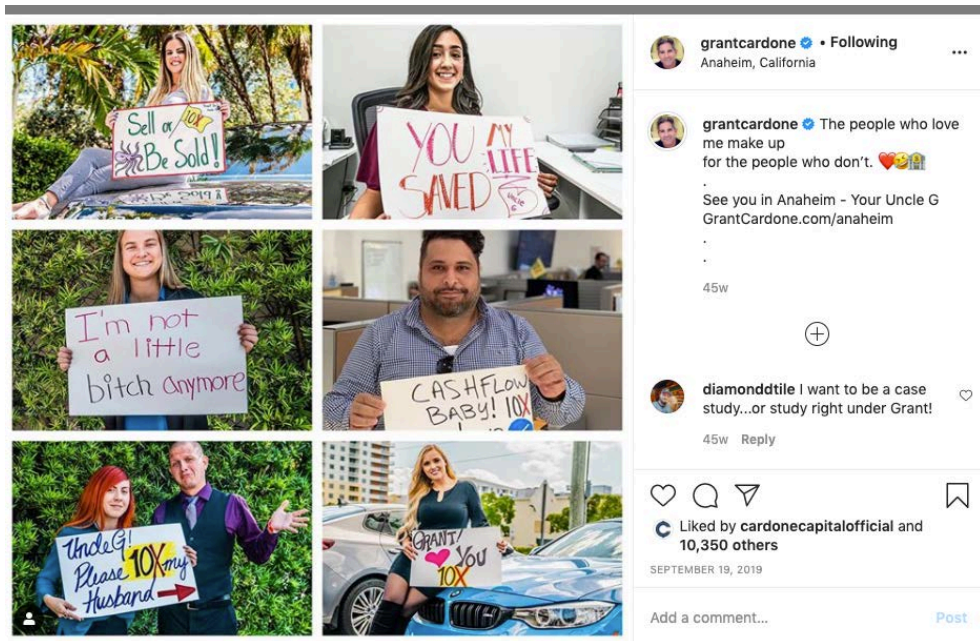 Sell or 10X
Be Sold!
YOU MY
LIFE
SAVED
UNCLE
G
I'm not
a little
bitch anymore
CASHFLOW
BABY! 10X
Uncle G!
Please 10X my
Husband
GRANT!
You
10X
grantcardone • Following
Anaheim, California
grantcardone The people who love
me make up
for the people who don't.
.
See you in Anaheim - Your Uncle G
GrantCardone.com/anaheim
.
.
45w
diamonddtile I want to be a case
study...or study right under Grant!
45w Reply
Liked by cardonecapitalofficial and
10,350 others
SEPTEMBER 19, 2019
Add a comment...
Post